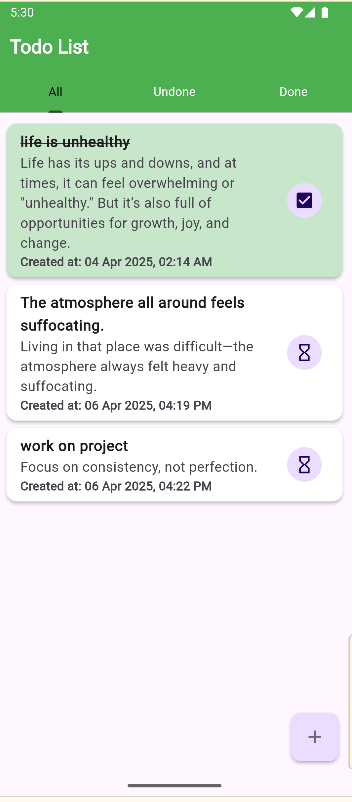 5:30
Todo List
All
Undone
Done
life is unhealthy
Life has its ups and downs, and at
times, it can feel overwhelming or
"unhealthy." But it's also full of
opportunities for growth, joy, and
change.
Created at: 04 Apr 2025, 02:14 AM
The atmosphere all around feels
suffocating.
Living in that place was difficult—the
atmosphere always felt heavy and
suffocating.
Created at: 06 Apr 2025, 04:19 PM
work on project
Focus on consistency, not perfection.
Created at: 06 Apr 2025, 04:22 PM